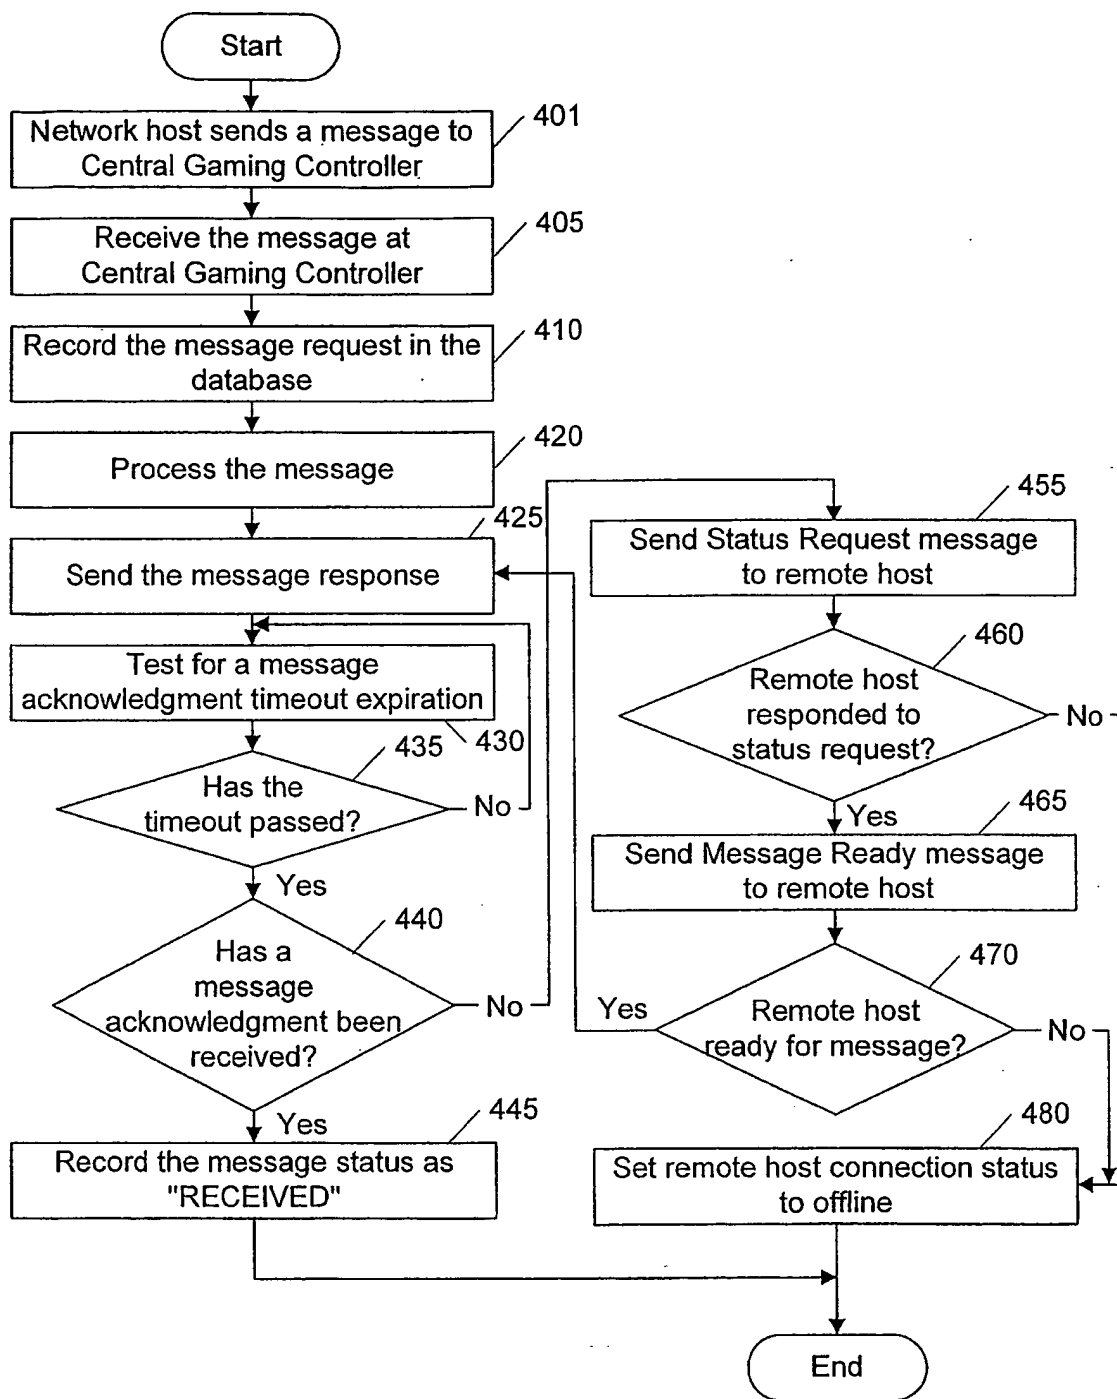 Start
401
Network host sends a message to
Central Gaming Controller
405
Receive the message at
Central Gaming Controller
410
Record the message request in the
database
420
Process the message
425
Send the message response
Test for a message
acknowledgment timeout expiration
430
435
Has the
timeout passed?
No
Yes
440
Has a
message
acknowledgment been
received?
No
Yes
445
Record the message status as
"RECEIVED"
455
Send Status Request message
to remote host
460
Remote host
responded to
status request?
No
Yes
465
Send Message Ready message
to remote host
470
Remote host
ready for message?
Yes
No
480
Set remote host connection status
to offline
End